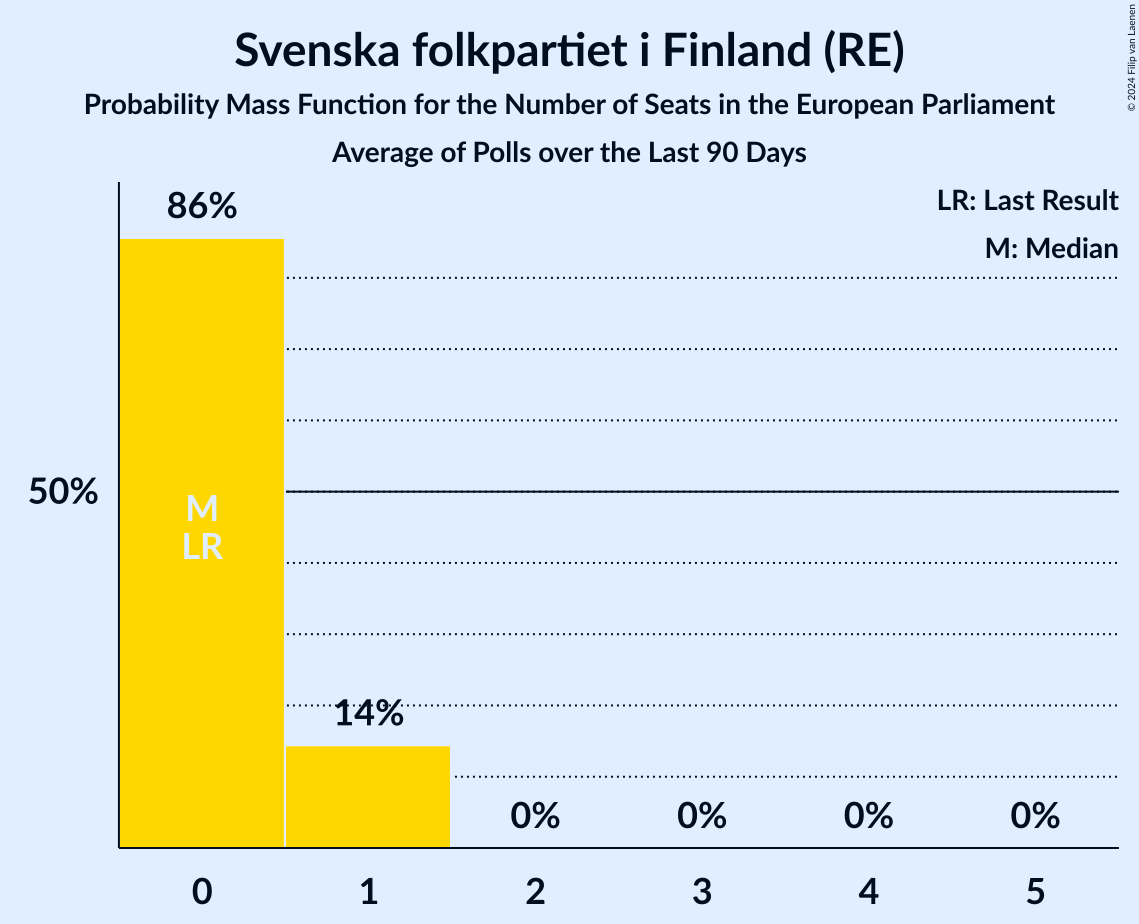 Svenska folkpartiet i Finland (RE)
Probability Mass Function for the Number of Seats in the European Parliament
Average of Polls over the Last 90 Days
© 2024 Filip van Laenen
LR: Last Result
M: Median
86%
50%
M
LR
14%
0%
0%
0%
0%
0
1
2
3
4
5